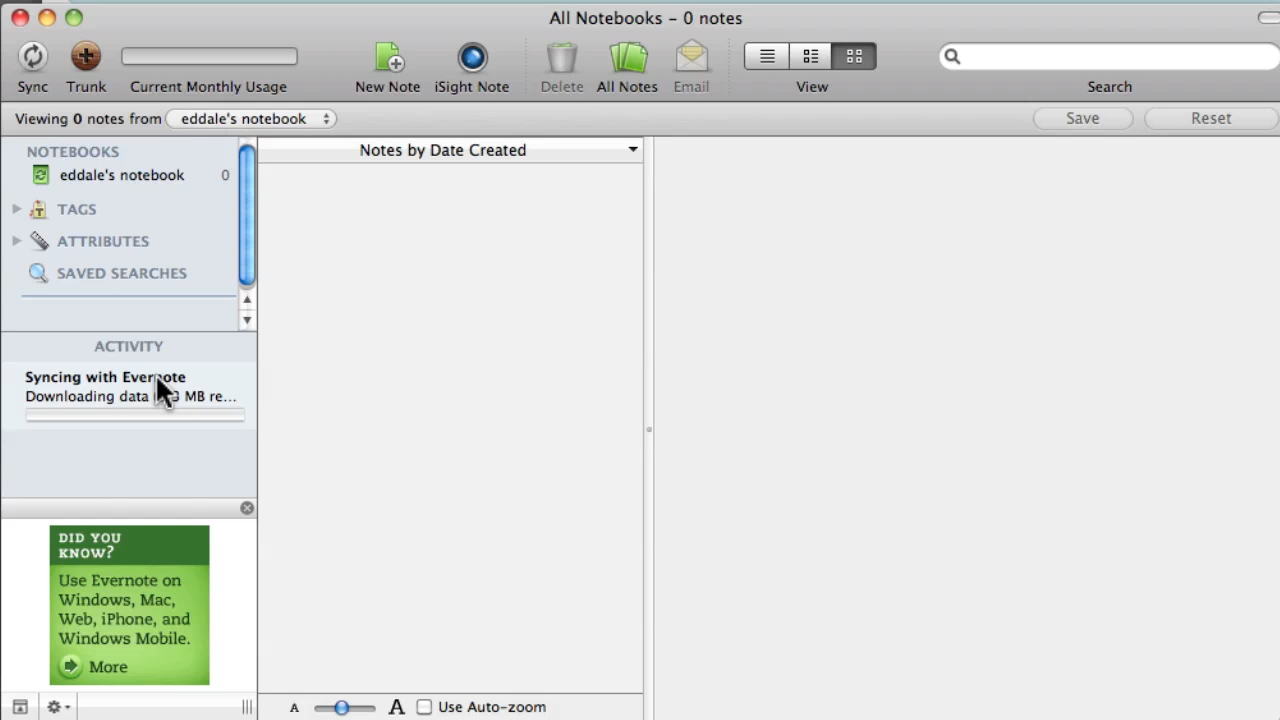 All Notebooks – 0 notes
Sync Trunk Current Monthly Usage New Note iSight Note Delete All Notes Email View Search
Viewing 0 notes from eddale's notebook Save Reset
NOTEBOOKS
eddale's notebook 0
TAGS
ATTRIBUTES
SAVED SEARCHES
Notes by Date Created
ACTIVITY
Syncing with Evernote
Downloading data MB re...
DID YOU
KNOW?
Use Evernote on
Windows, Mac,
Web, iPhone, and
Windows Mobile.
More
A A Use Auto-zoom